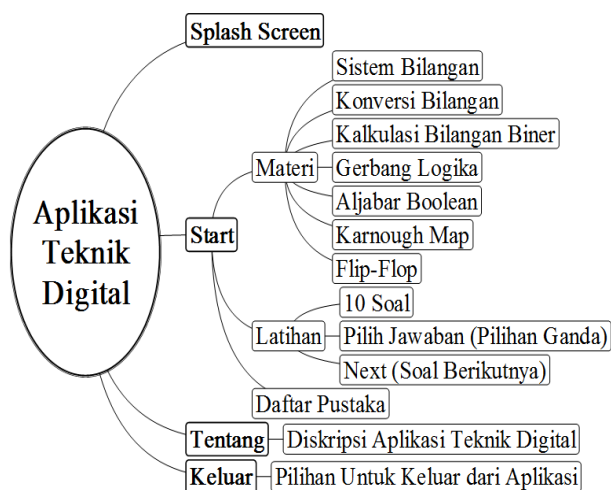 Splash Screen
Sistem Bilangan
Konversi Bilangan
Kalkulasi Bilangan Biner
Materi
Gerbang Logika
Aljabar Boolean
Karnough Map
Flip-Flop
Aplikasi
Teknik
Digital
Start
10 Soal
Latihan
Pilih Jawaban (Pilihan Ganda)
Next (Soal Berikutnya)
Daftar Pustaka
Tentang
Diskripsi Aplikasi Teknik Digital
Keluar
Pilihan Untuk Keluar dari Aplikasi